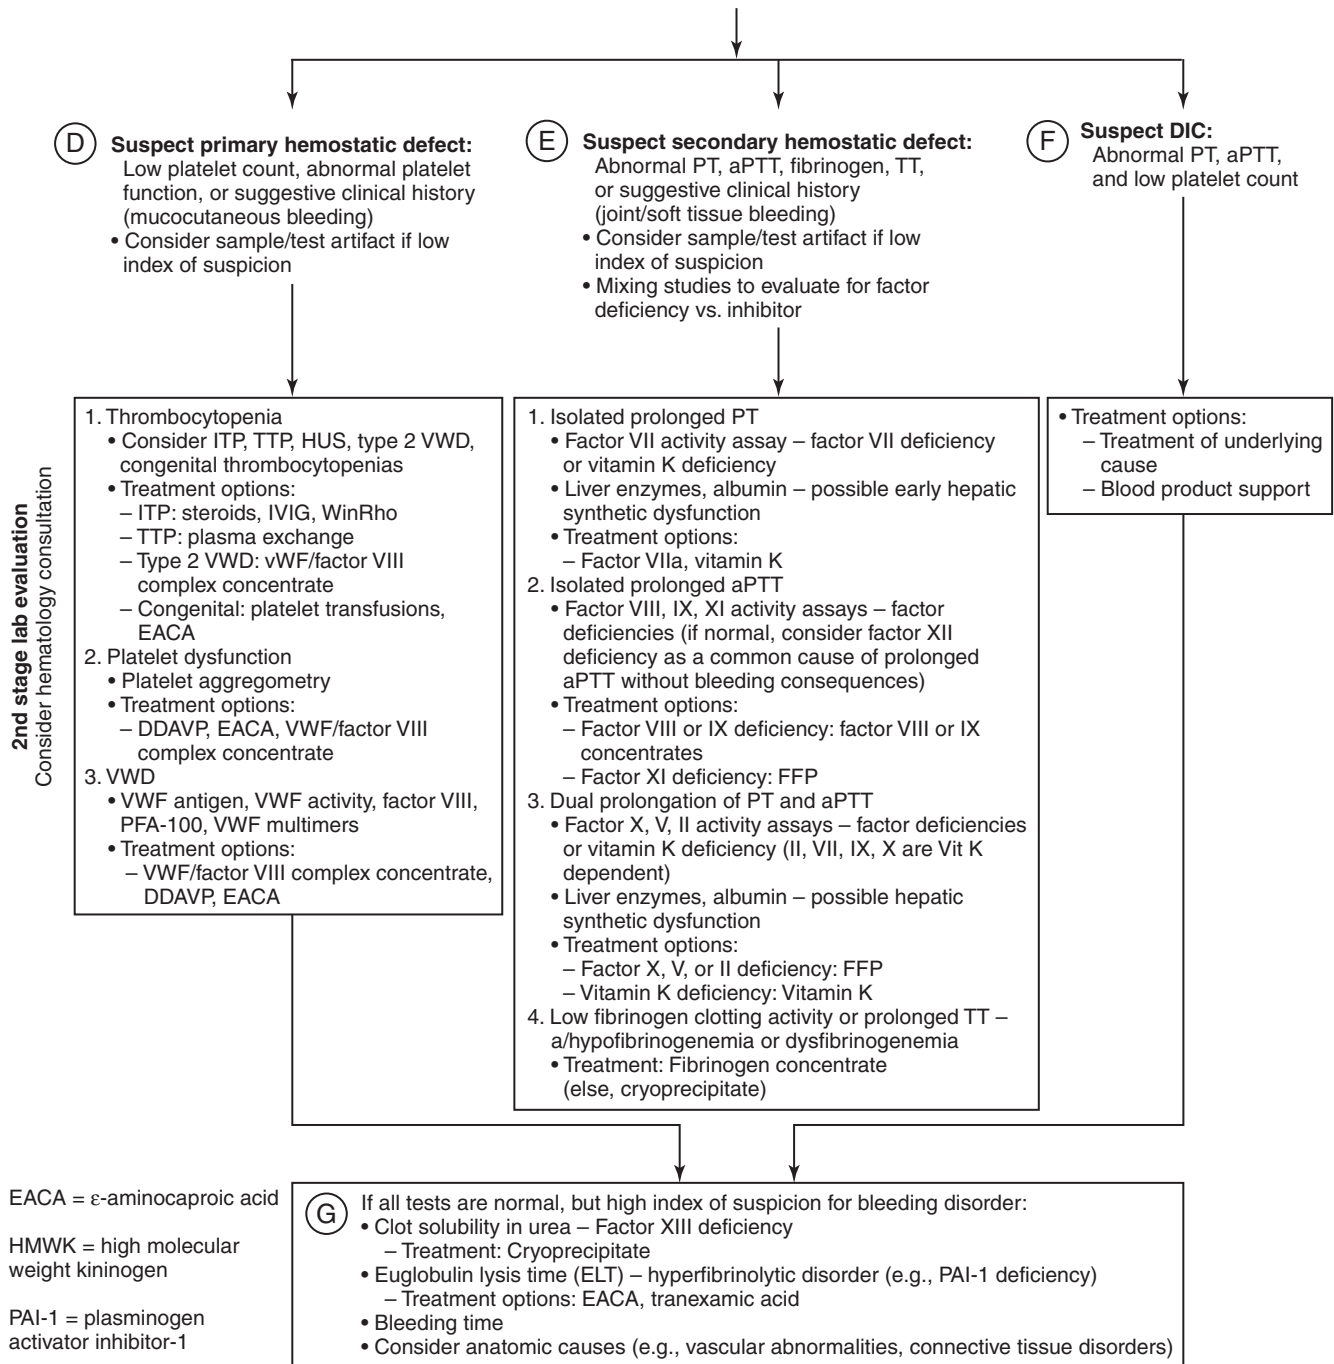 D
Suspect primary hemostatic defect:
Low platelet count, abnormal platelet
function, or suggestive clinical history
(mucocutaneous bleeding)
• Consider sample/test artifact if low
index of suspicion
E
Suspect secondary hemostatic defect:
Abnormal PT, aPTT, fibrinogen, TT,
or suggestive clinical history
(joint/soft tissue bleeding)
• Consider sample/test artifact if low
index of suspicion
• Mixing studies to evaluate for factor
deficiency vs. inhibitor
F
Suspect DIC:
Abnormal PT, aPTT,
and low platelet count
2nd stage lab evaluation
Consider hematology consultation
1. Thrombocytopenia
• Consider ITP, TTP, HUS, type 2 VWD,
congenital thrombocytopenias
• Treatment options:
– ITP: steroids, IVIG, WinRho
– TTP: plasma exchange
– Type 2 VWD: vWF/factor VIII
complex concentrate
– Congenital: platelet transfusions,
EACA
2. Platelet dysfunction
• Platelet aggregometry
• Treatment options:
– DDAVP, EACA, VWF/factor VIII
complex concentrate
3. VWD
• VWF antigen, VWF activity, factor VIII,
PFA-100, VWF multimers
• Treatment options:
– VWF/factor VIII complex concentrate,
DDAVP, EACA
1. Isolated prolonged PT
• Factor VII activity assay – factor VII deficiency
or vitamin K deficiency
• Liver enzymes, albumin – possible early hepatic
synthetic dysfunction
• Treatment options:
– Factor VIIa, vitamin K
2. Isolated prolonged aPTT
• Factor VIII, IX, XI activity assays – factor
deficiencies (if normal, consider factor XII
deficiency as a common cause of prolonged
aPTT without bleeding consequences)
• Treatment options:
– Factor VIII or IX deficiency: factor VIII or IX
concentrates
– Factor XI deficiency: FFP
3. Dual prolongation of PT and aPTT
• Factor X, V, II activity assays – factor deficiencies
or vitamin K deficiency (II, VII, IX, X are Vit K
dependent)
• Liver enzymes, albumin – possible hepatic
synthetic dysfunction
• Treatment options:
– Factor X, V, or II deficiency: FFP
– Vitamin K deficiency: Vitamin K
4. Low fibrinogen clotting activity or prolonged TT –
a/hypofibrinogenemia or dysfibrinogenemia
• Treatment: Fibrinogen concentrate
(else, cryoprecipitate)
• Treatment options:
– Treatment of underlying
cause
– Blood product support
EACA = ε-aminocaproic acid
HMWK = high molecular
weight kininogen
PAI-1 = plasminogen
activator inhibitor-1
G
If all tests are normal, but high index of suspicion for bleeding disorder:
• Clot solubility in urea – Factor XIII deficiency
– Treatment: Cryoprecipitate
• Euglobulin lysis time (ELT) – hyperfibrinolytic disorder (e.g., PAI-1 deficiency)
– Treatment options: EACA, tranexamic acid
• Bleeding time
• Consider anatomic causes (e.g., vascular abnormalities, connective tissue disorders)